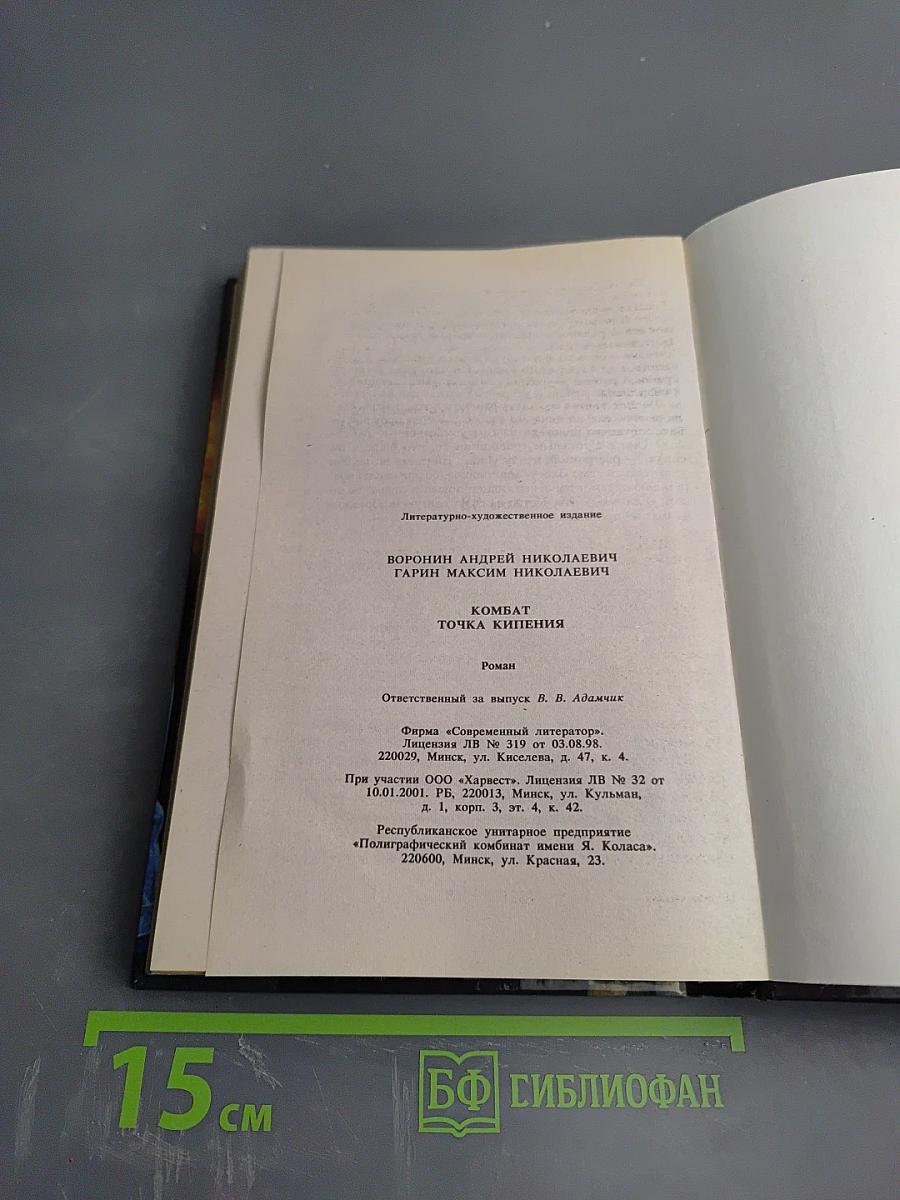 Литературно-художественное издание
ВОРОНИН АНДРЕЙ НИКОЛАЕВИЧ
ГАРИН МАКСИМ НИКОЛАЕВИЧ
КОМБАТ
ТОЧКА КИПЕНИЯ
Роман
Ответственный за выпуск В. В. Адамчик
Фирма «Современный литератор».
Лицензия ЛВ № 319 от 03.08.98.
220029, Минск, ул. Киселева, д. 47, к. 4.
При участии ООО «Харвест». Лицензия ЛВ № 32 от
10.01.2001. РБ, 220013, Минск, ул. Кульман,
д. 1, корп. 3, эт. 4, к. 42.
Республиканское унитарное предприятие
«Полиграфический комбинат имени Я. Коласа».
220600, Минск, ул. Красная, 23.
15 см
БФ БИБЛИОФАН